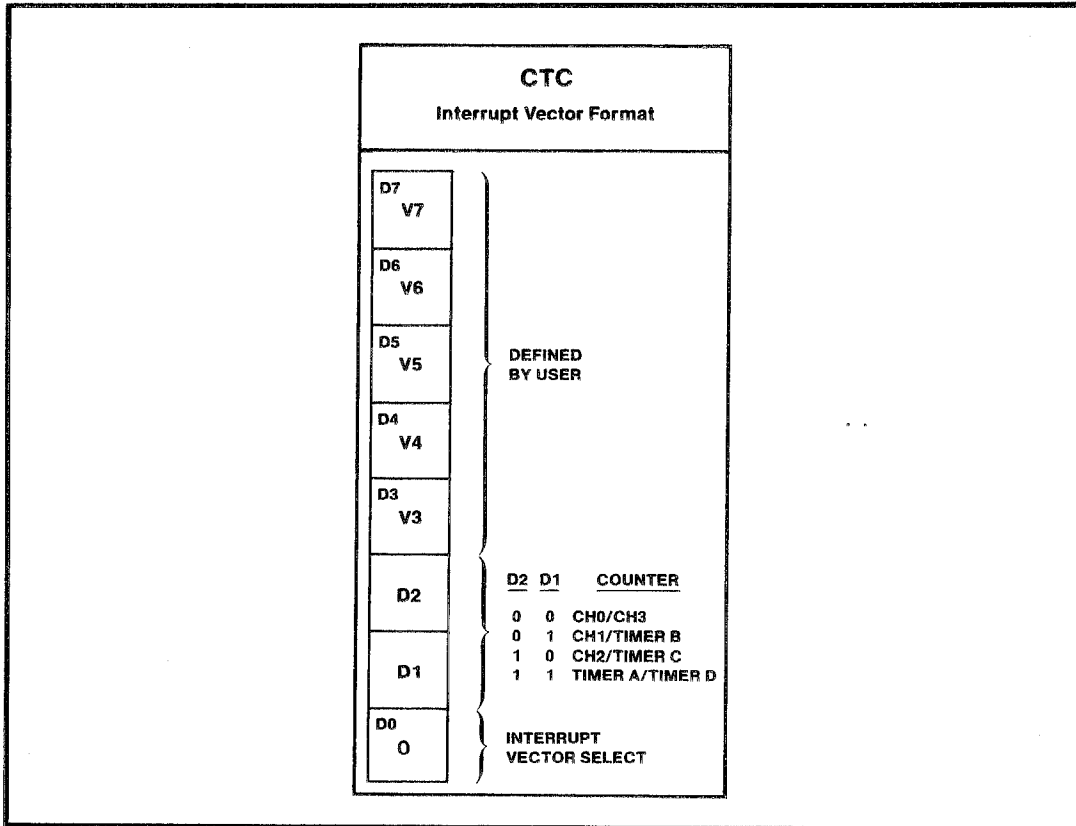 CTC
Interrupt Vector Format
D7
V7
D6
V6
D5
V5
DEFINED
BY USER
D4
V4
D3
V3
D2
D2 D1 COUNTER
0 0 CH0/CH3
0 1 CH1/TIMER B
1 0 CH2/TIMER C
1 1 TIMER A/TIMER D
D1
D0
0
INTERRUPT
VECTOR SELECT